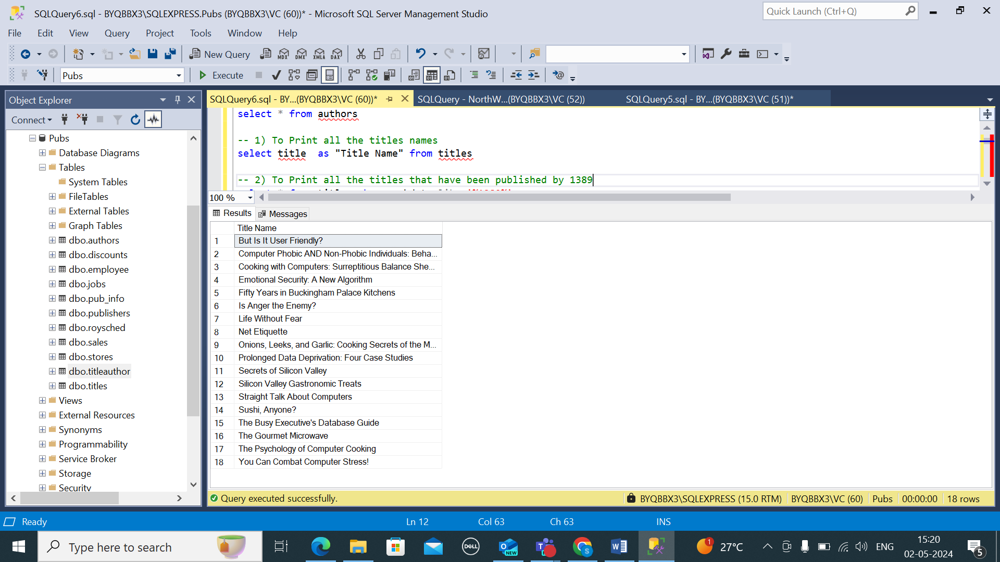 SQLQuery6.sql - BYQBBX3\SQLEXPRESS.Pubs (BYQBBX3\VC (60))* - Microsoft SQL Server Management Studio
Quick Launch (Ctrl+Q)
File Edit View Query Project Tools Window Help
New Query MDX DMX XMLA DAX
Pubs Execute
Object Explorer
Connect
Pubs
Database Diagrams
Tables
System Tables
FileTables
External Tables
Graph Tables
dbo.authors
dbo.discounts
dbo.employee
dbo.jobs
dbo.pub_info
dbo.publishers
dbo.roysched
dbo.sales
dbo.stores
dbo.titleauthor
dbo.titles
Views
External Resources
Synonyms
Programmability
Service Broker
Storage
Security
SQLQuery6.sql - BY...(BYQBBX3\VC (60))* SQLQuery - NorthW...(BYQBBX3\VC (52)) SQLQuery5.sql - BY...(BYQBBX3\VC (51))*
select * from authors
-- 1) To Print all the titles names
select title  as "Title Name" from titles
-- 2) To Print all the titles that have been published by 1389
100 %
Results Messages
Title Name
1 But Is It User Friendly?
2 Computer Phobic AND Non-Phobic Individuals: Beha...
3 Cooking with Computers: Surreptitious Balance She...
4 Emotional Security: A New Algorithm
5 Fifty Years in Buckingham Palace Kitchens
6 Is Anger the Enemy?
7 Life Without Fear
8 Net Etiquette
9 Onions, Leeks, and Garlic: Cooking Secrets of the M...
10 Prolonged Data Deprivation: Four Case Studies
11 Secrets of Silicon Valley
12 Silicon Valley Gastronomic Treats
13 Straight Talk About Computers
14 Sushi, Anyone?
15 The Busy Executive's Database Guide
16 The Gourmet Microwave
17 The Psychology of Computer Cooking
18 You Can Combat Computer Stress!
Query executed successfully. BYQBBX3\SQLEXPRESS (15.0 RTM) BYQBBX3\VC (60) Pubs 00:00:00 18 rows
Ready Ln 12 Col 63 Ch 63 INS
Type here to search
DELL
NEW
1 27°C
ENG
15:20
02-05-2024
5